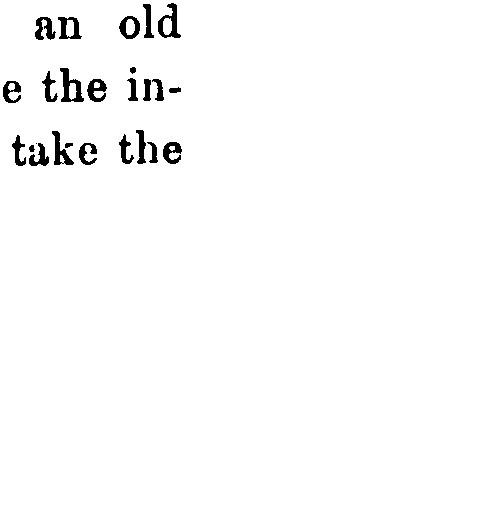 an old
e the in-
take the